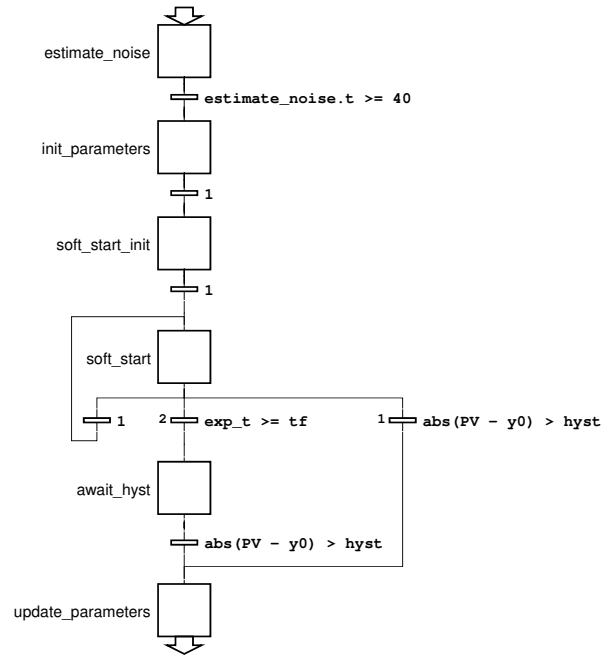 estimate_noise
estimate_noise.t >= 40
init_parameters
1
soft_start_init
1
soft_start
1
2 exp_t >= tf
1 abs(PV − y0) > hyst
await_hyst
abs(PV − y0) > hyst
update_parameters